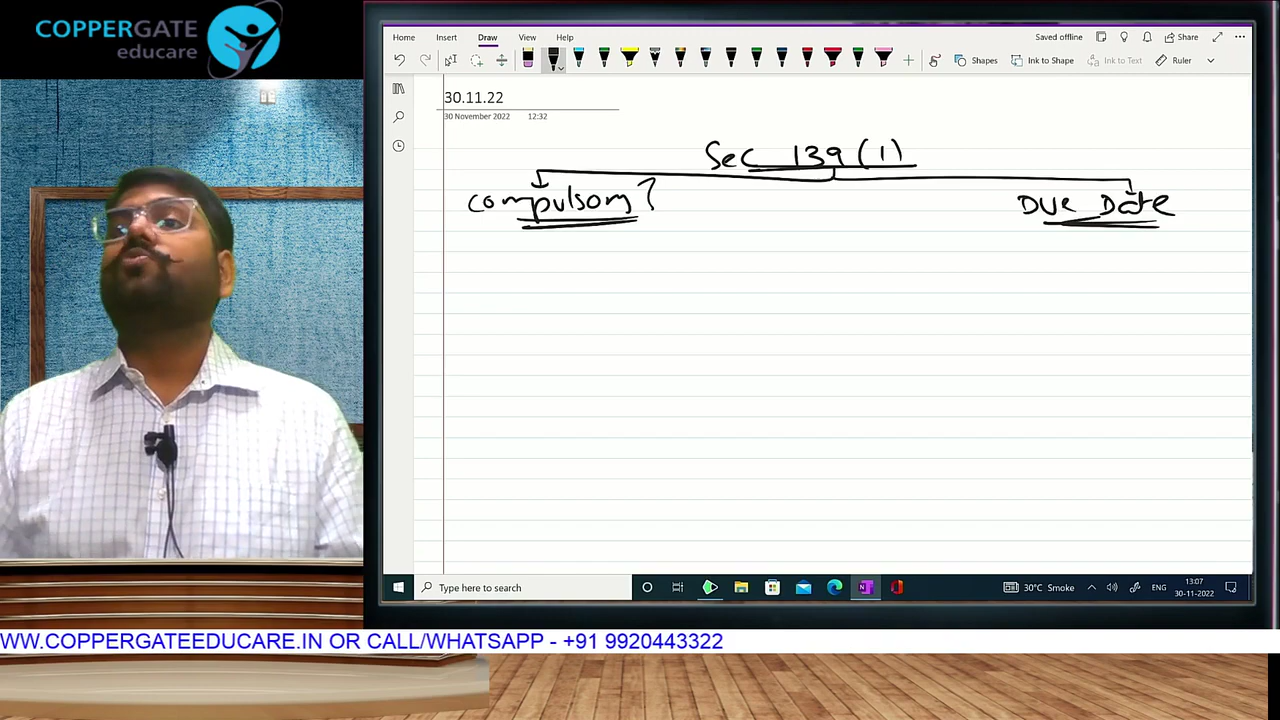 COPPERGATE
educare
Home Insert Draw View Help
Saved offline
Share
Shapes
Ink to Shape
Ink to Text
Ruler
30.11.22
30 November 2022 12:32
Sec 139(1)
Compulsory?
Due Date
Type here to search
30°C Smoke
ENG
13:07
30-11-2022
WW.COPPERGATEEDUCARE.IN OR CALL/WHATSAPP - +91 9920443322